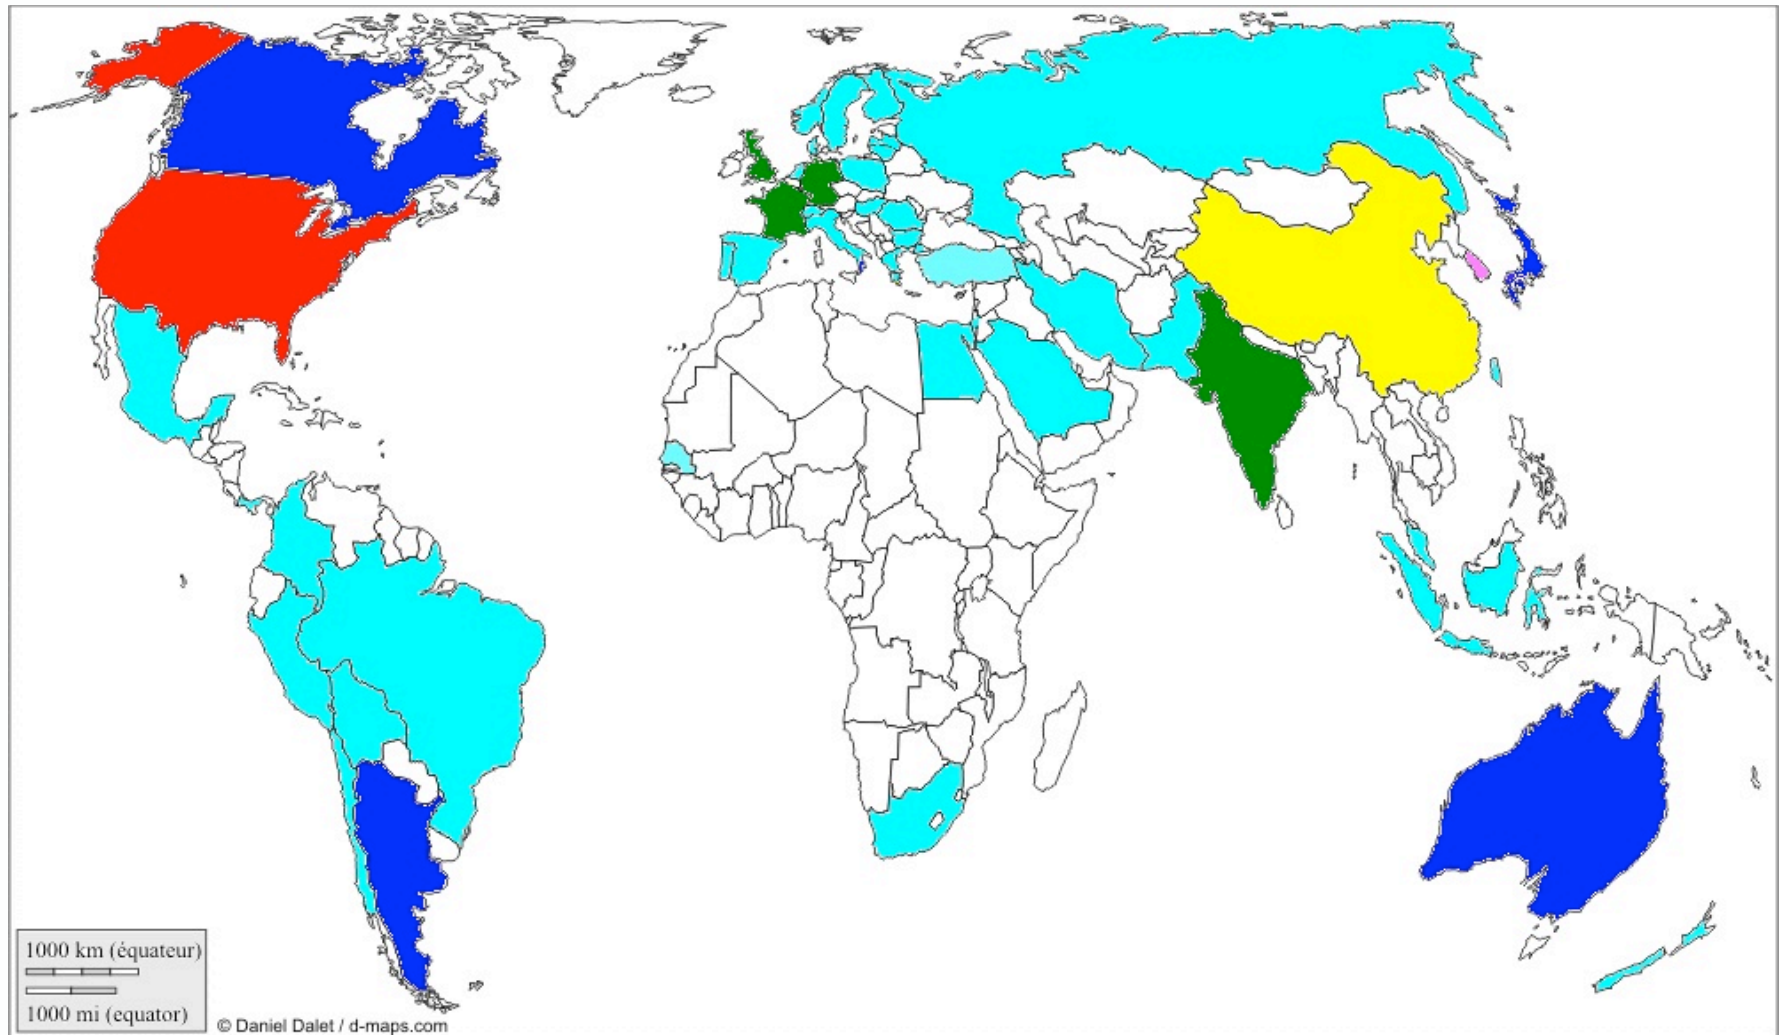 1000 km (équateur)
1000 mi (equator)
© Daniel Dalet / d-maps.com